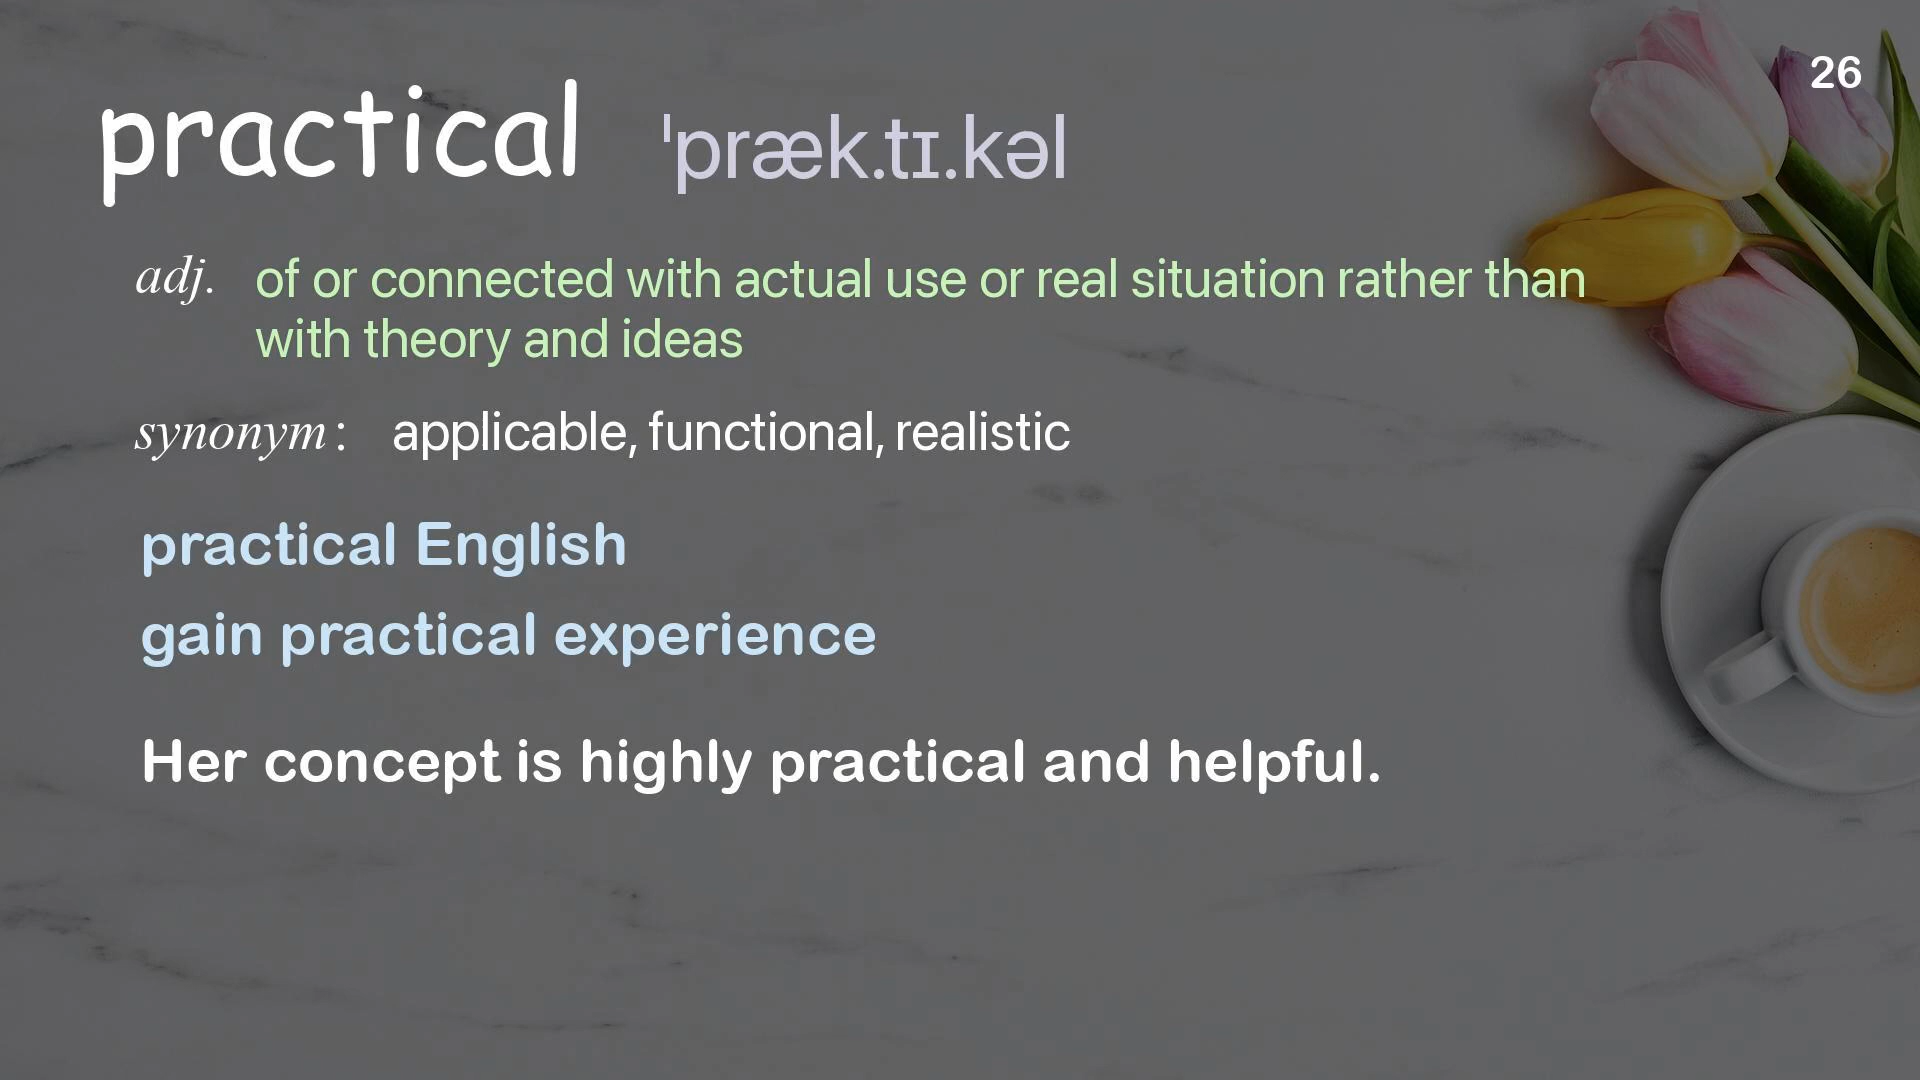 26
practical ˈpræk.tɪ.kəl
adj. of or connected with actual use or real situation rather than
with theory and ideas
synonym : applicable, functional, realistic
practical English
gain practical experience
Her concept is highly practical and helpful.